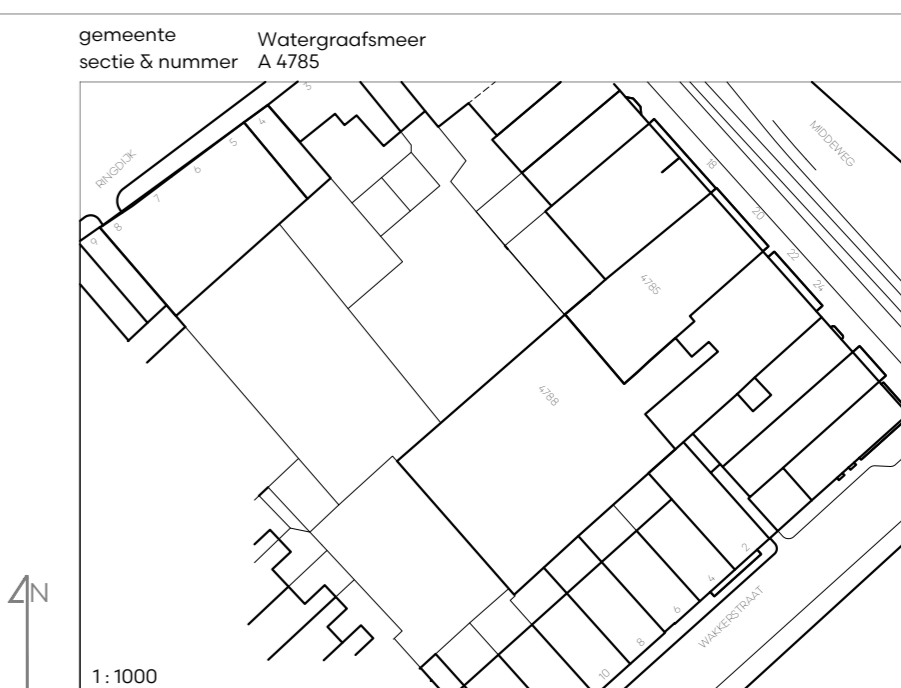 gemeente Watergraafsmeer
sectie & nummer A 4785
RINGDIJK
3
4
5
6
7
8
9
MIDDEWEG
18
20
22
24
4785
4788
2
4
6
8
10
WAKKERSTRAAT
N
1 : 1000